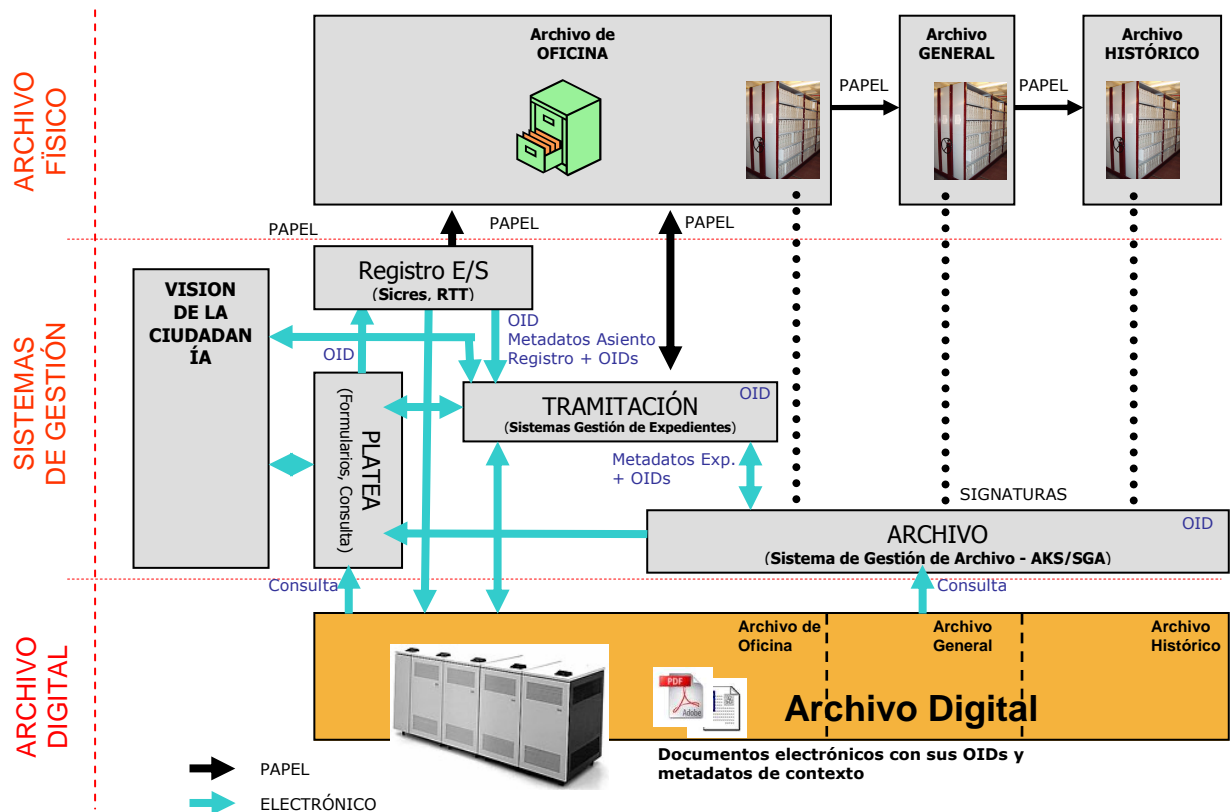 ARCHIVO
FÏSICO
Archivo de
OFICINA
Archivo
GENERAL
Archivo
HISTÓRICO
PAPEL
PAPEL
PAPEL
PAPEL
PAPEL
SISTEMAS
DE GESTIÓN
VISION
DE LA
CIUDADAN
ÍA
Registro E/S
(Sicres, RTT)
OID
OID
Metadatos Asiento
Registro + OIDs
PLATEA
(Formularios, Consulta)
TRAMITACIÓN
(Sistemas Gestión de Expedientes)
OID
Metadatos Exp.
+ OIDs
SIGNATURAS
ARCHIVO
(Sistema de Gestión de Archivo - AKS/SGA)
OID
Consulta
Consulta
ARCHIVO
DIGITAL
Archivo de
Oficina
Archivo
General
Archivo
Histórico
PDF
Adobe
Archivo Digital
Documentos electrónicos con sus OIDs y
metadatos de contexto
PAPEL
ELECTRÓNICO